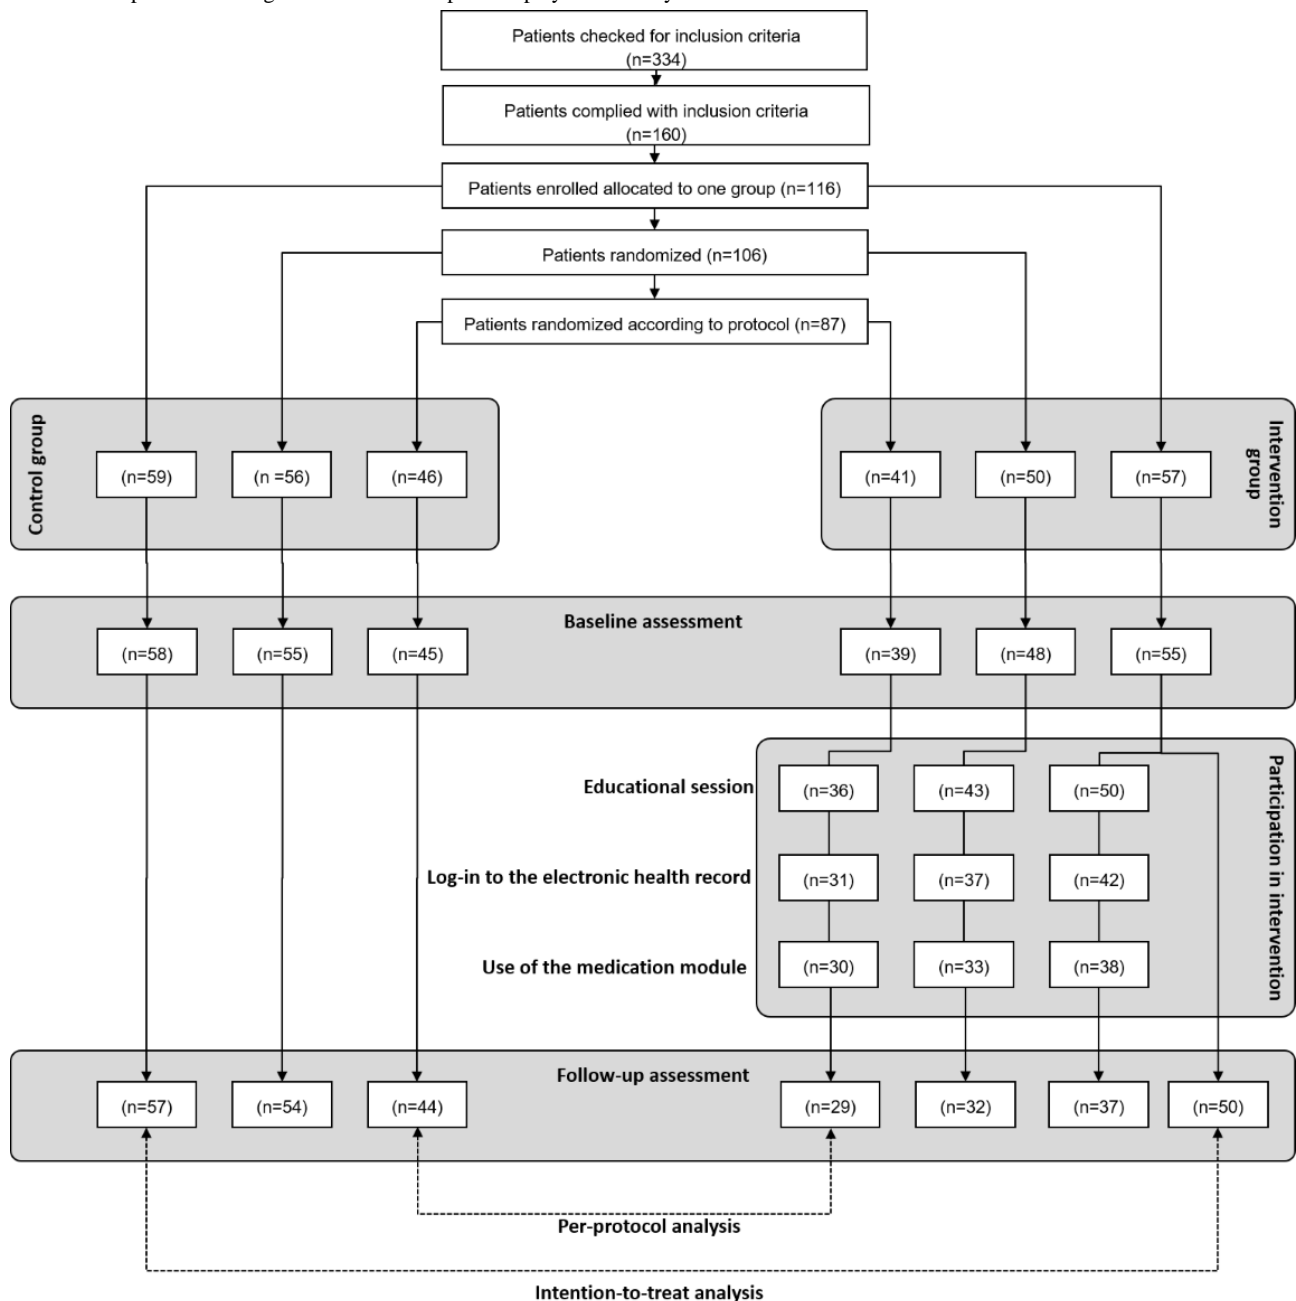 Patients checked for inclusion criteria
(n=334)
Patients complied with inclusion criteria
(n=160)
Patients enrolled allocated to one group (n=116)
Patients randomized (n=106)
Patients randomized according to protocol (n=87)
Control group
(n=59)
(n =56)
(n=46)
(n=41)
(n=50)
(n=57)
Intervention
group
Baseline assessment
(n=58)
(n=55)
(n=45)
(n=39)
(n=48)
(n=55)
Participation in intervention
Educational session
(n=36)
(n=43)
(n=50)
Log-in to the electronic health record
(n=31)
(n=37)
(n=42)
Use of the medication module
(n=30)
(n=33)
(n=38)
Follow-up assessment
(n=57)
(n=54)
(n=44)
(n=29)
(n=32)
(n=37)
(n=50)
Per-protocol analysis
Intention-to-treat analysis